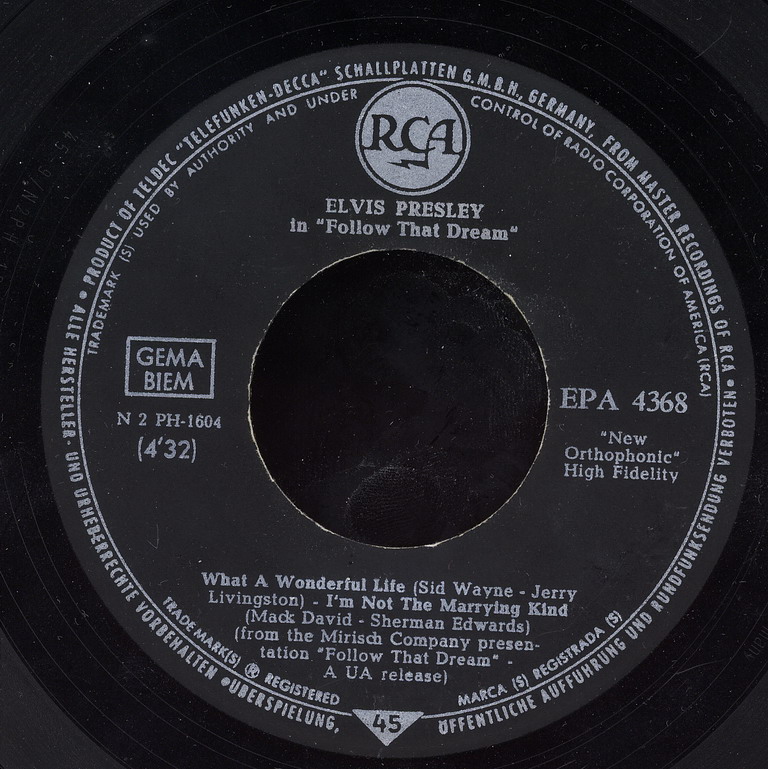 PRODUCT OF TELDEC "TELEFUNKEN-DECCA" SCHALLPLATTEN G.M.B.H., GERMANY, FROM MASTER RECORDINGS OF RCA •
TRADEMARK (S) USED BY AUTHORITY AND UNDER CONTROL OF RADIO CORPORATION OF AMERICA (RCA)
RCA
ELVIS PRESLEY
in "Follow That Dream"
GEMA
BIEM
N 2 PH-1604
(4'32)
EPA 4368
"New
Orthophonic"
High Fidelity
What A Wonderful Life (Sid Wayne - Jerry
Livingston) - I'm Not The Marrying Kind
(Mack David - Sherman Edwards)
(from the Mirisch Company presen-
tation "Follow That Dream" -
A UA release)
TRADE MARK(S) ® REGISTERED
MARCA (S) REGISTRADA (S)
45
• ALLE HERSTELLER- UND URHEBERRECHTE VORBEHALTEN • ÜBERSPIELUNG, ÖFFENTLICHE AUFFÜHRUNG UND RUNDFUNKSENDUNG VERBOTEN